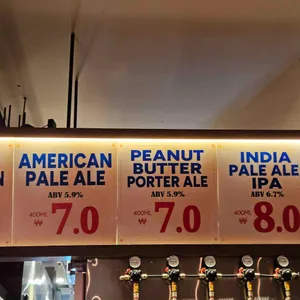 N
AMERICAN
PALE ALE
ABV 5.9%
400ML
₩ 7.0
PEANUT
BUTTER
PORTER ALE
ABV 5.9%
400ML
₩ 7.0
INDIA
PALE ALE
IPA
ABV 6.7%
400ML
₩ 8.0